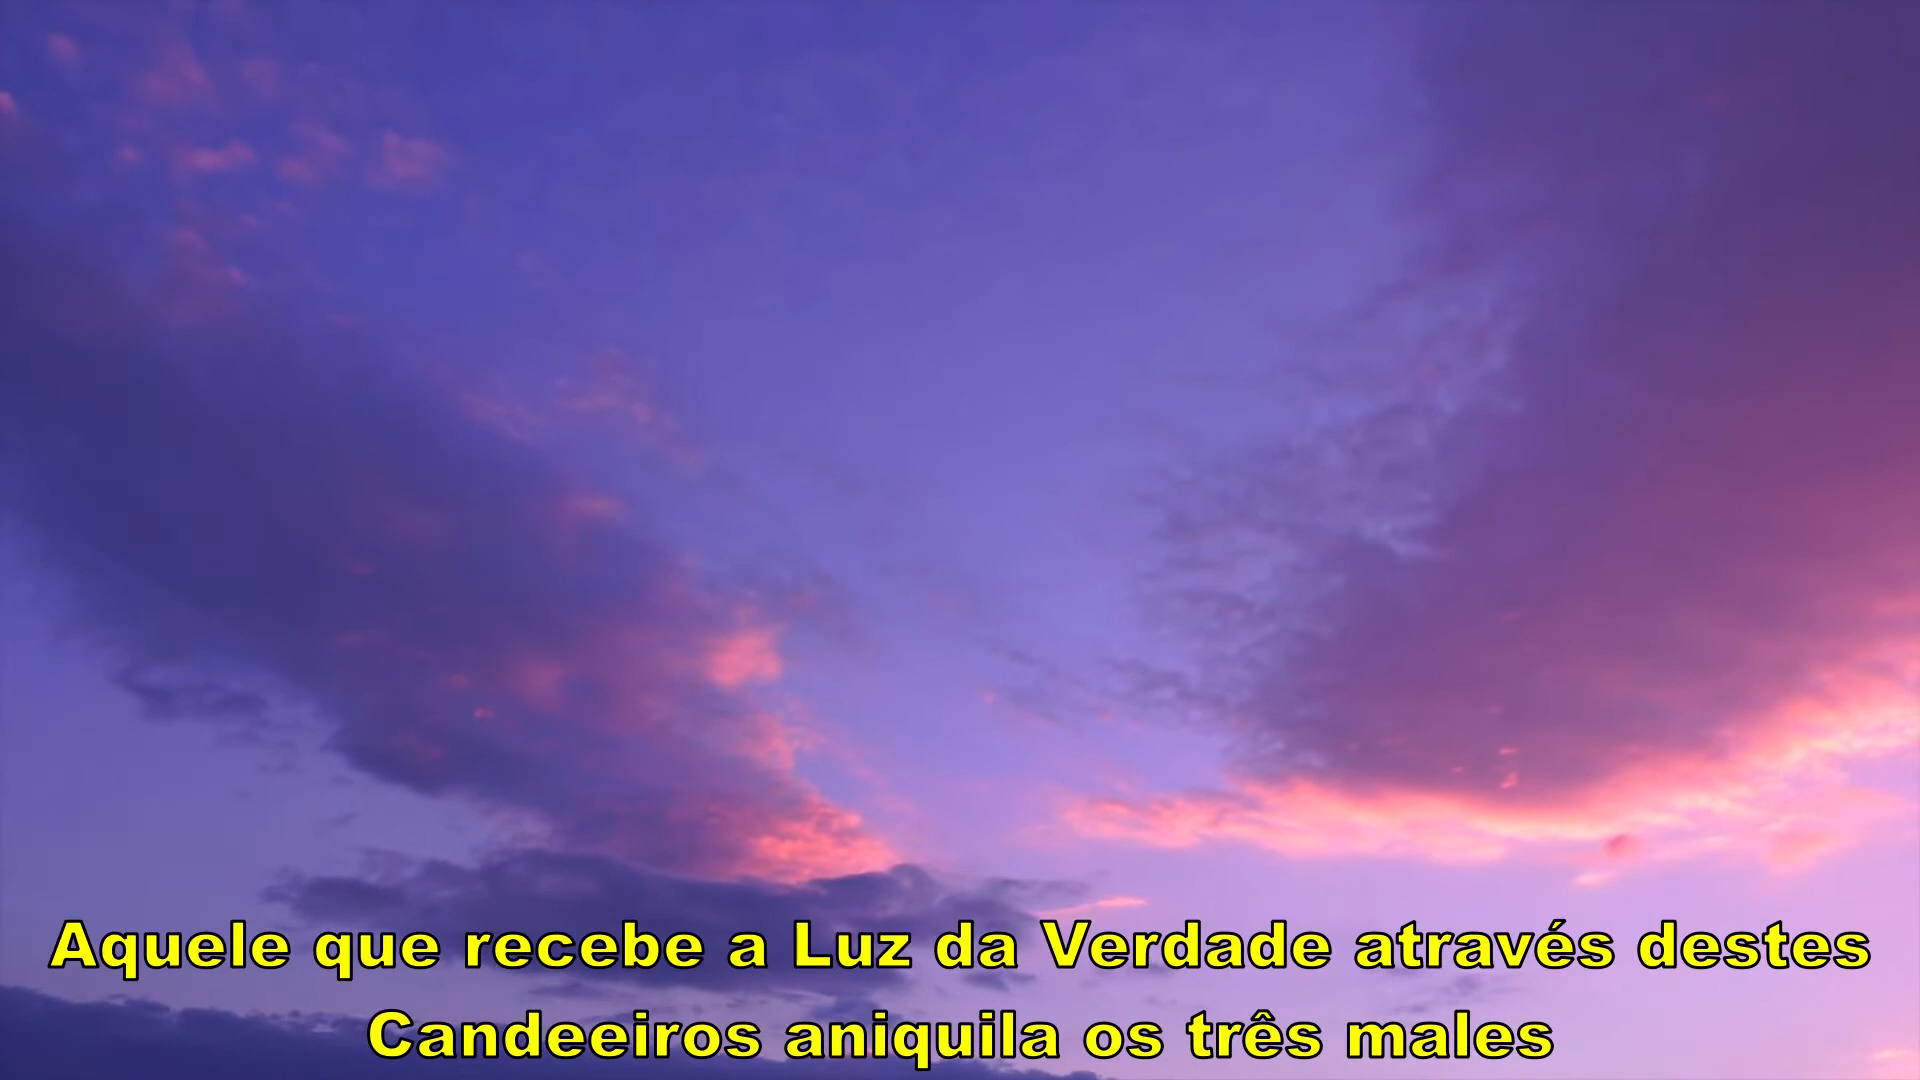 Aquele que recebe a Luz da Verdade através destes
Candeeiros aniquila os três males